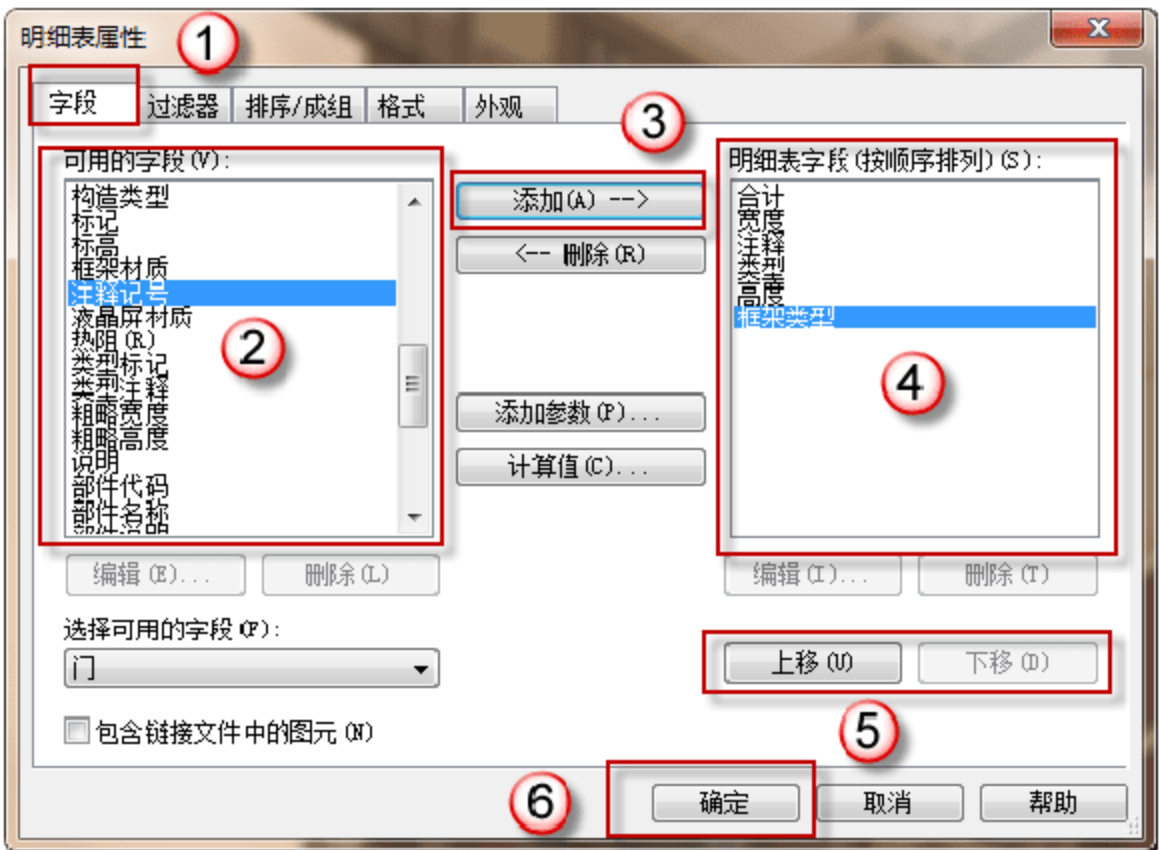 明细表属性
1
字段 过滤器 排序/成组 格式 外观
3
可用的字段(V):
构造类型
标记
标高
框架材质
注释记号
液晶屏材质
热阻(R)
类型标记
类型注释
粗略宽度
粗略高度
说明
部件代码
部件名称
部件说明
2
添加(A) -->
<-- 删除(R)
添加参数(P)...
计算值(C)...
明细表字段(按顺序排列)(S):
合计
宽度
注释
类型
高度
框架类型
4
编辑(E)... 删除(L)
编辑(I)... 删除(T)
选择可用的字段(F):
门
上移(U) 下移(D)
包含链接文件中的图元(N)
5
6
确定 取消 帮助